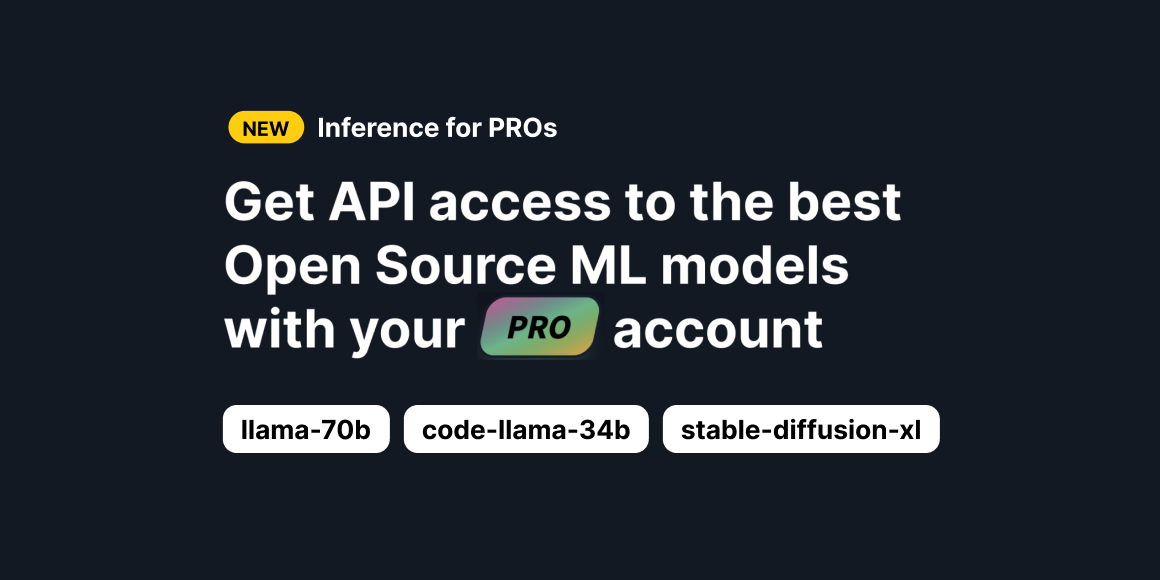 NEW Inference for PROs
Get API access to the best
Open Source ML models
with your PRO account
llama-70b code-llama-34b stable-diffusion-xl